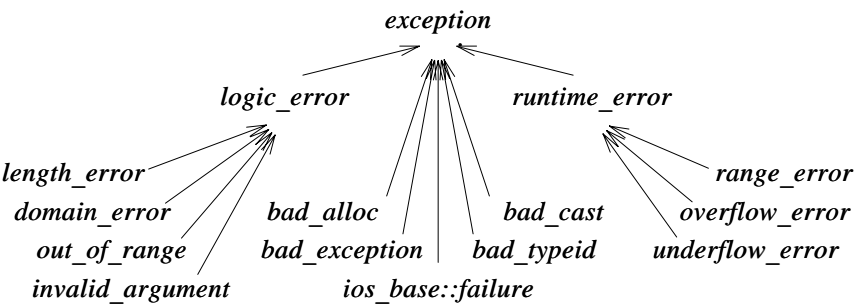 exception
logic_error runtime_error
length_error range_error
domain_error bad_alloc bad_cast overflow_error
out_of_range bad_exception bad_typeid underflow_error
invalid_argument ios_base::failure